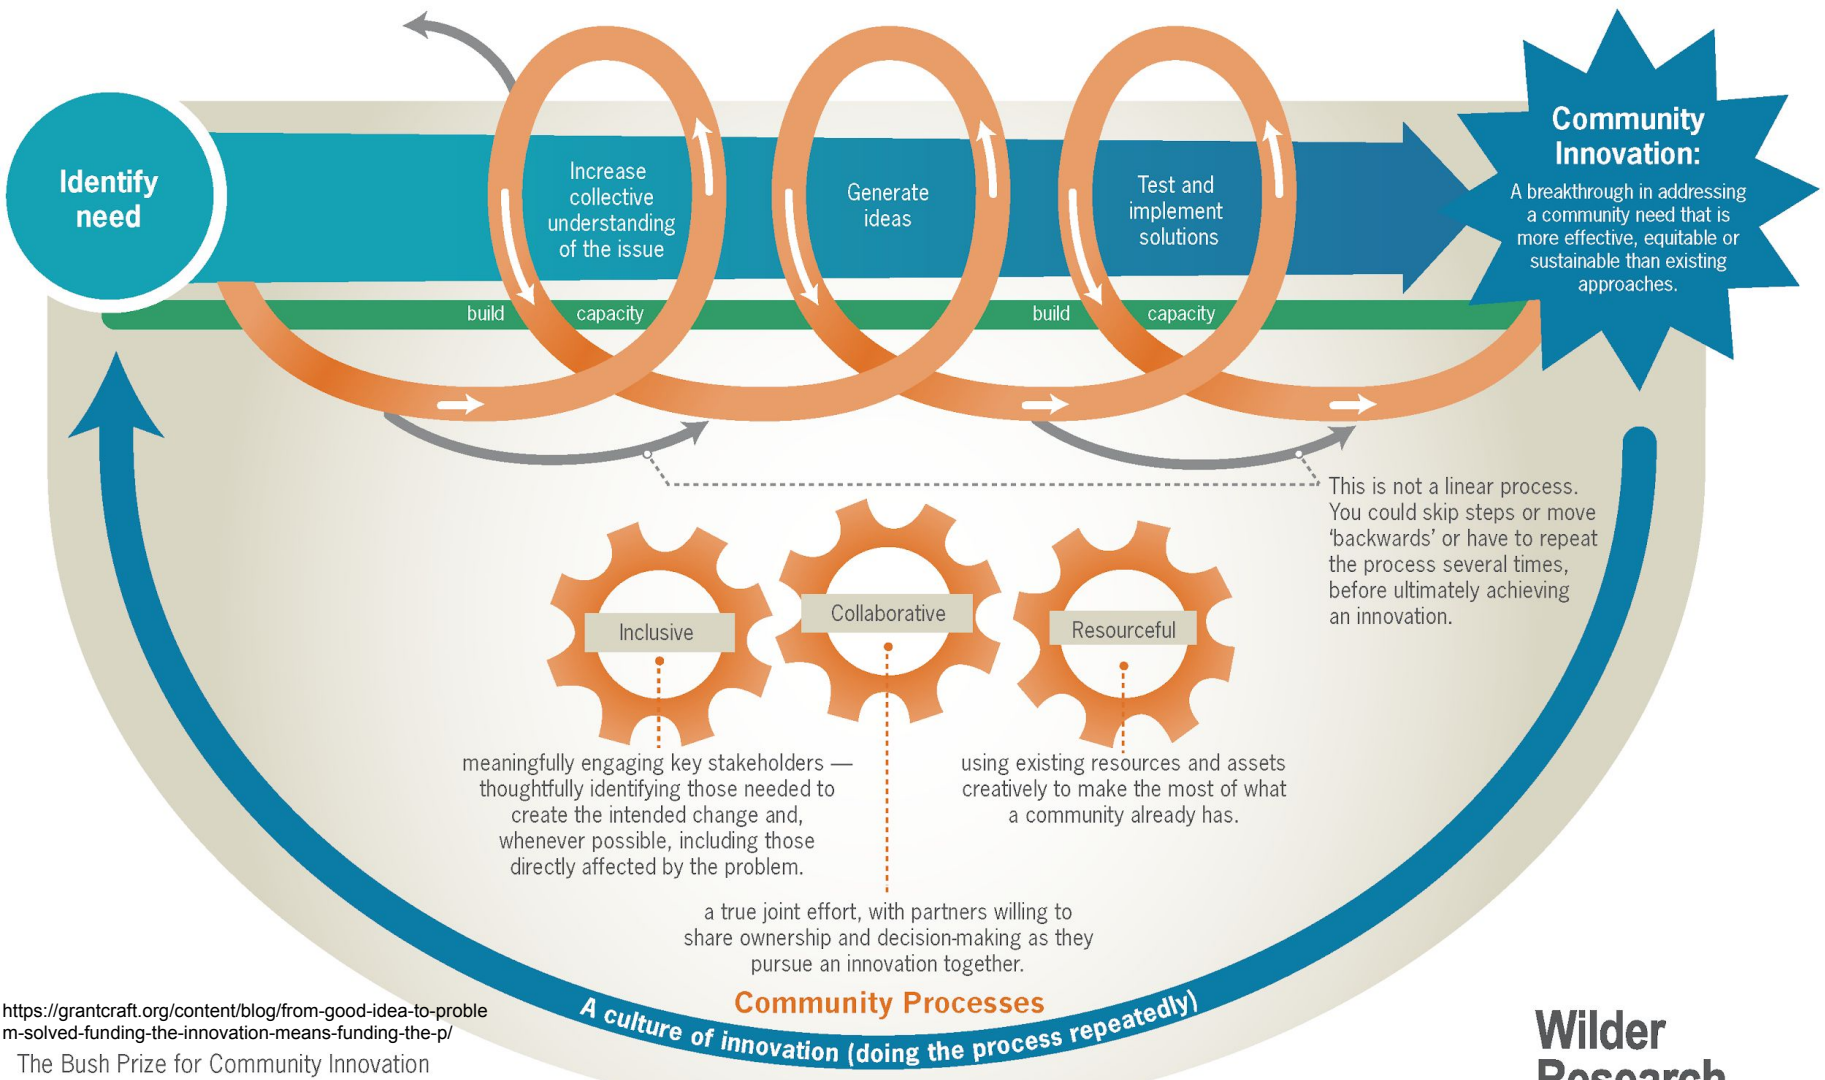 Identify
need
Increase
collective
understanding
of the issue
Generate
ideas
Test and
implement
solutions
Community
Innovation:
A breakthrough in addressing
a community need that is
more effective, equitable or
sustainable than existing
approaches.
build capacity
build capacity
This is not a linear process.
You could skip steps or move
‘backwards’ or have to repeat
the process several times,
before ultimately achieving
an innovation.
Inclusive
Collaborative
Resourceful
meaningfully engaging key stakeholders —
thoughtfully identifying those needed to
create the intended change and,
whenever possible, including those
directly affected by the problem.
using existing resources and assets
creatively to make the most of what
a community already has.
a true joint effort, with partners willing to
share ownership and decision-making as they
pursue an innovation together.
Community Processes
A culture of innovation (doing the process repeatedly)
https://grantcraft.org/content/blog/from-good-idea-to-proble
m-solved-funding-the-innovation-means-funding-the-p/
The Bush Prize for Community Innovation
Wilder
Research